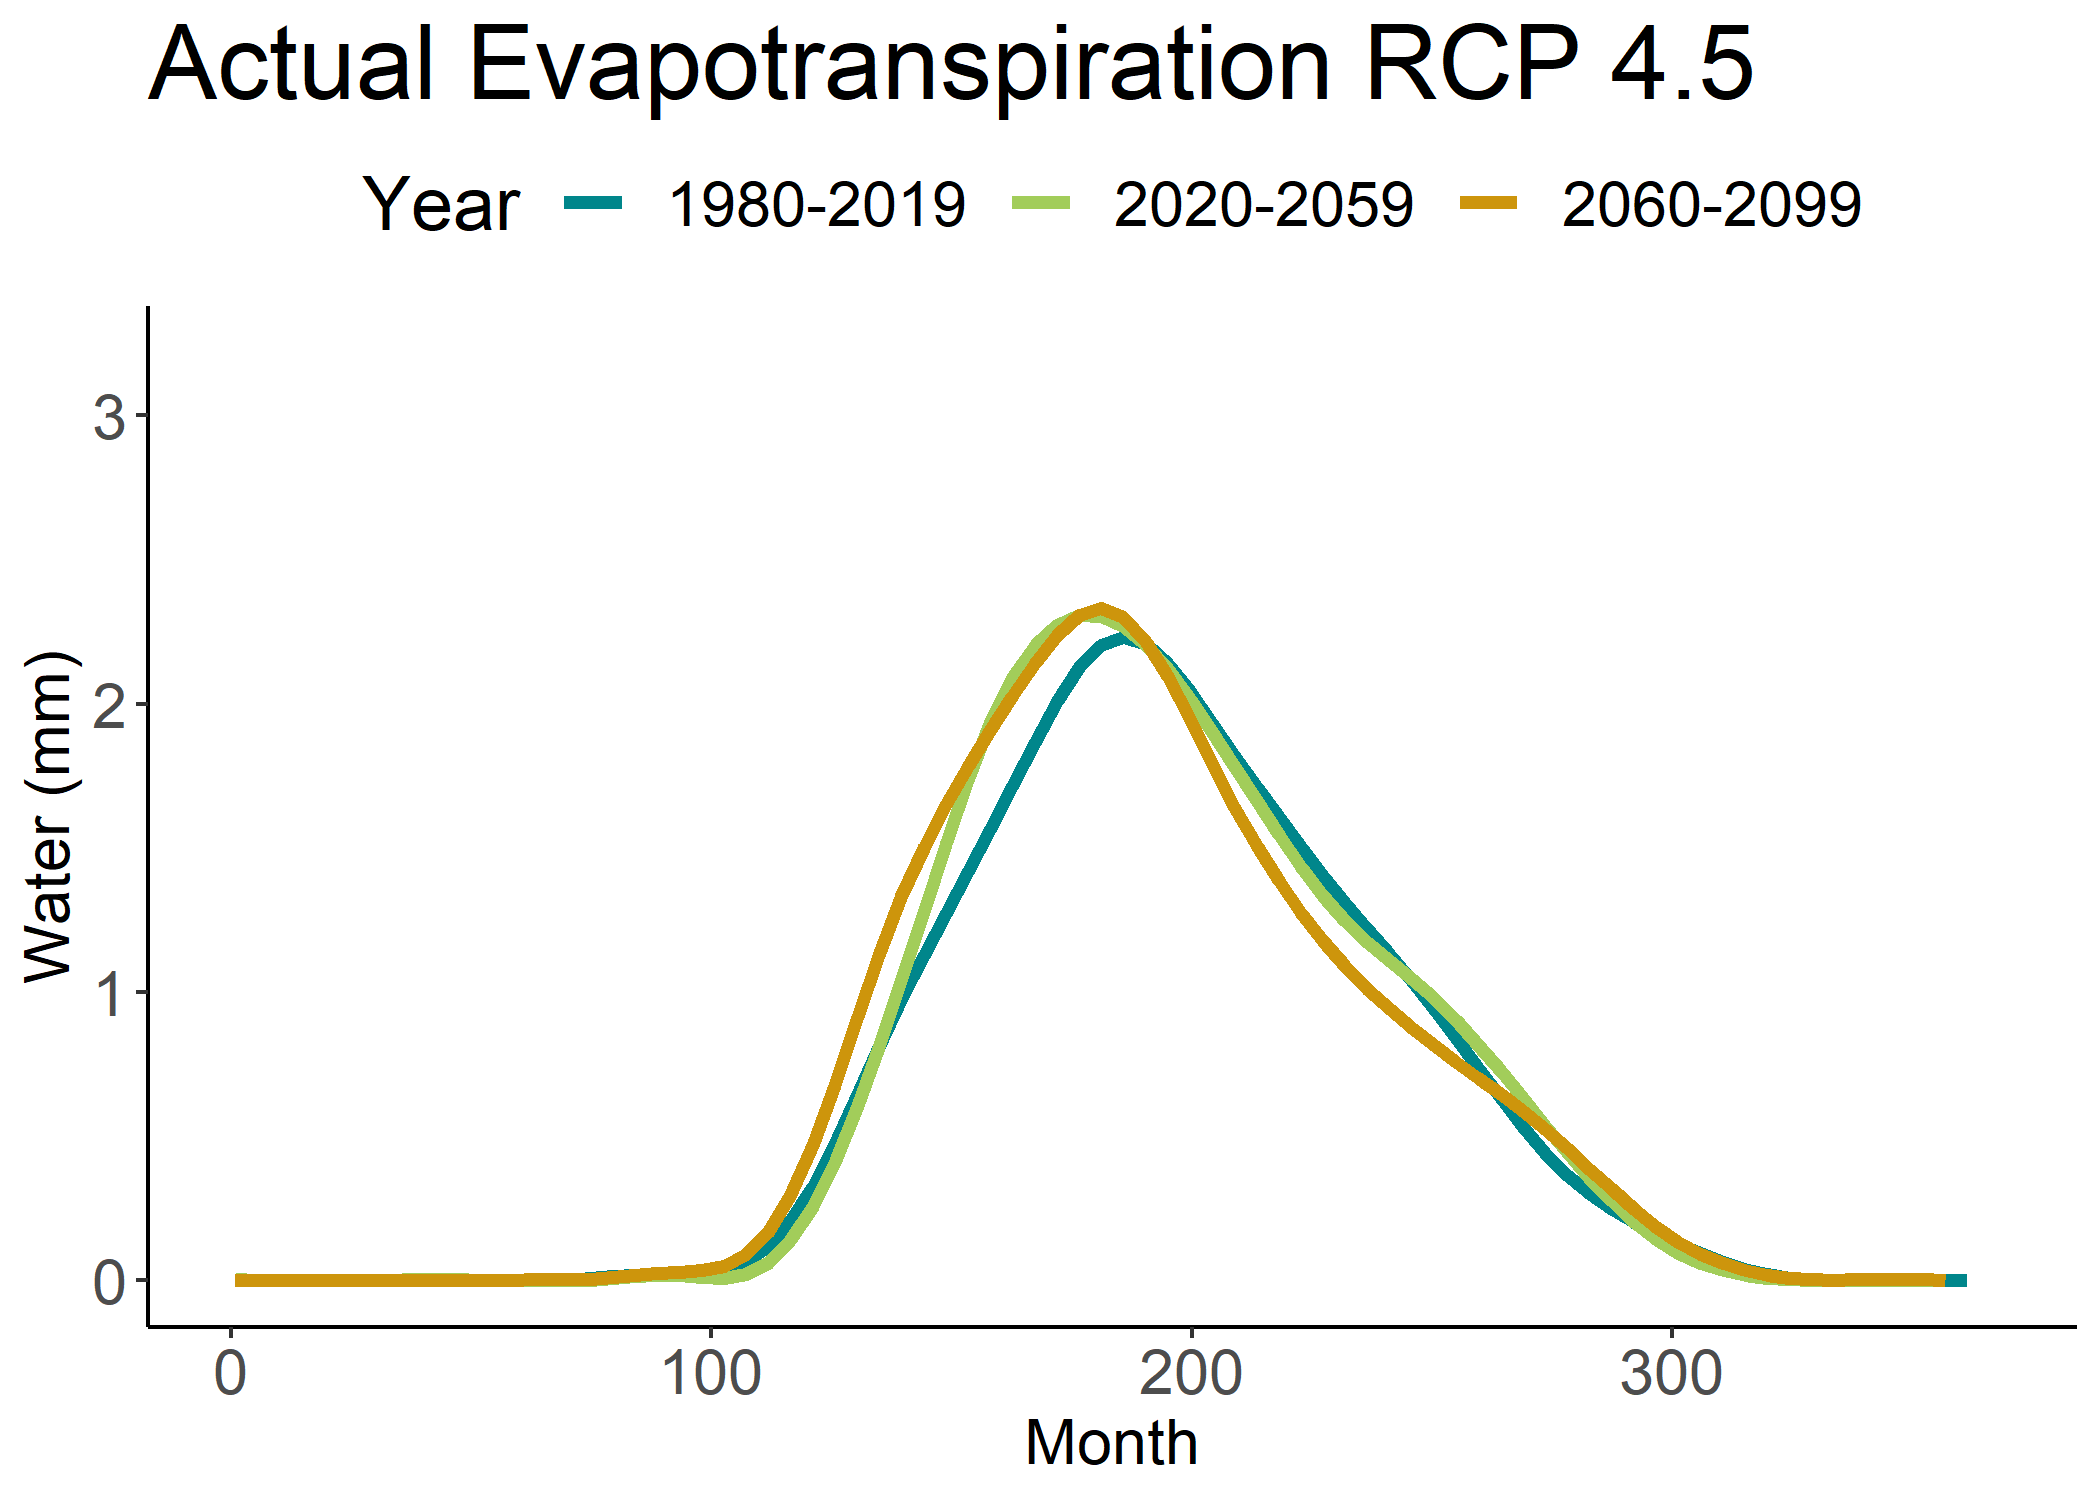 Actual Evapotranspiration RCP 4.5
Year 1980-2019 2020-2059 2060-2099
Water (mm)
3
2
1
0
0 100 200 300
Month